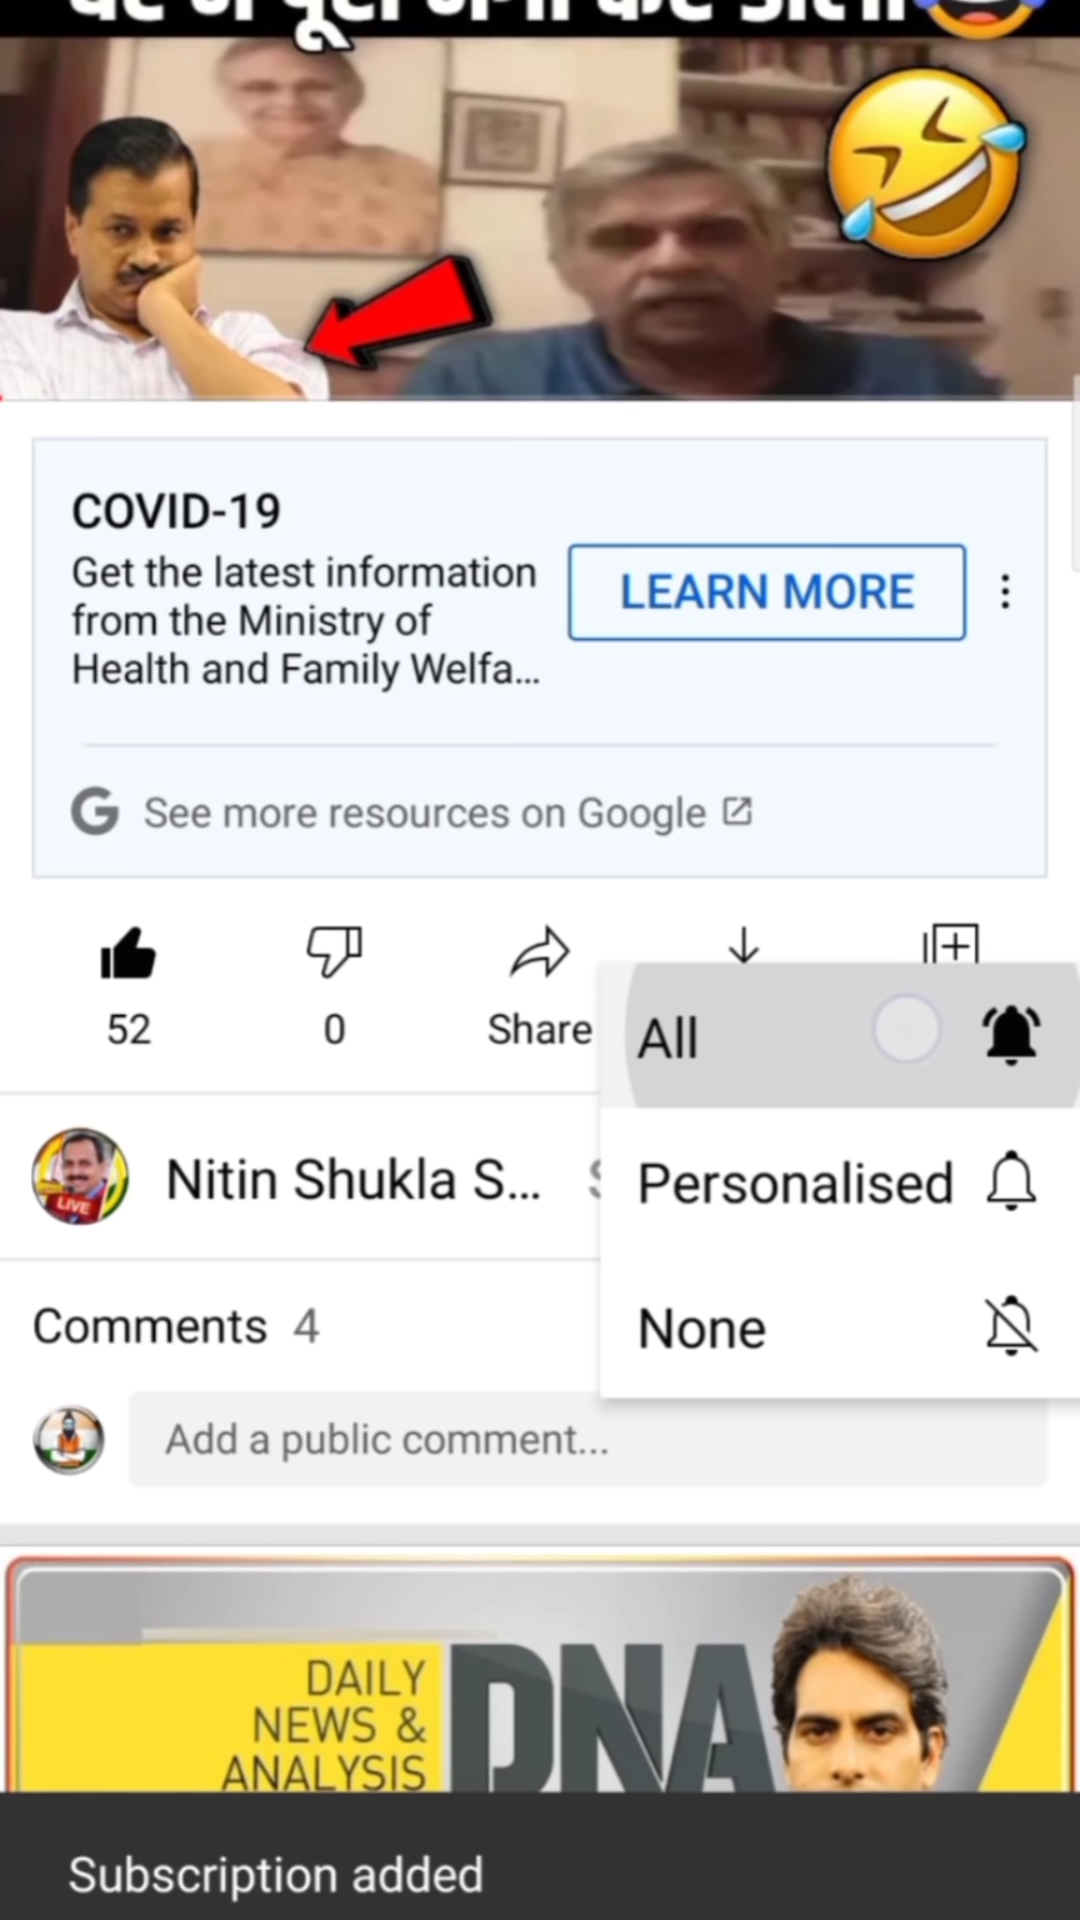 COVID-19
Get the latest information
from the Ministry of
Health and Family Welfa...
LEARN MORE
See more resources on Google
52
0
Share
All
Personalised
None
Nitin Shukla S...
LIVE
Comments 4
Add a public comment...
DAILY
NEWS &
ANALYSIS
DNA
Subscription added